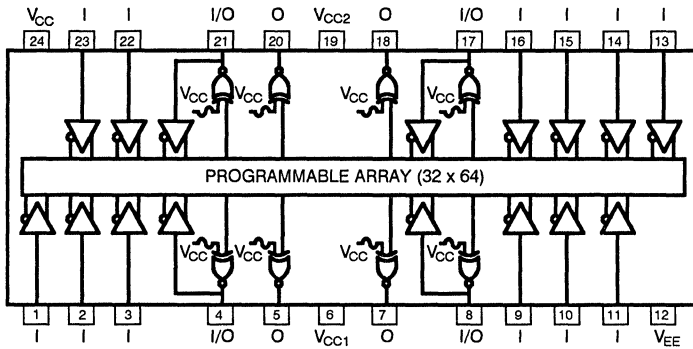 VCC I I I/O O VCC2 O I/O I I I I
24 23 22 21 20 19 18 17 16 15 14 13
VCC VCC VCC VCC
PROGRAMMABLE ARRAY (32 x 64)
VCC VCC VCC VCC
1 2 3 4 5 6 7 8 9 10 11 12
I I I I/O O VCC1 O I/O I I I VEE